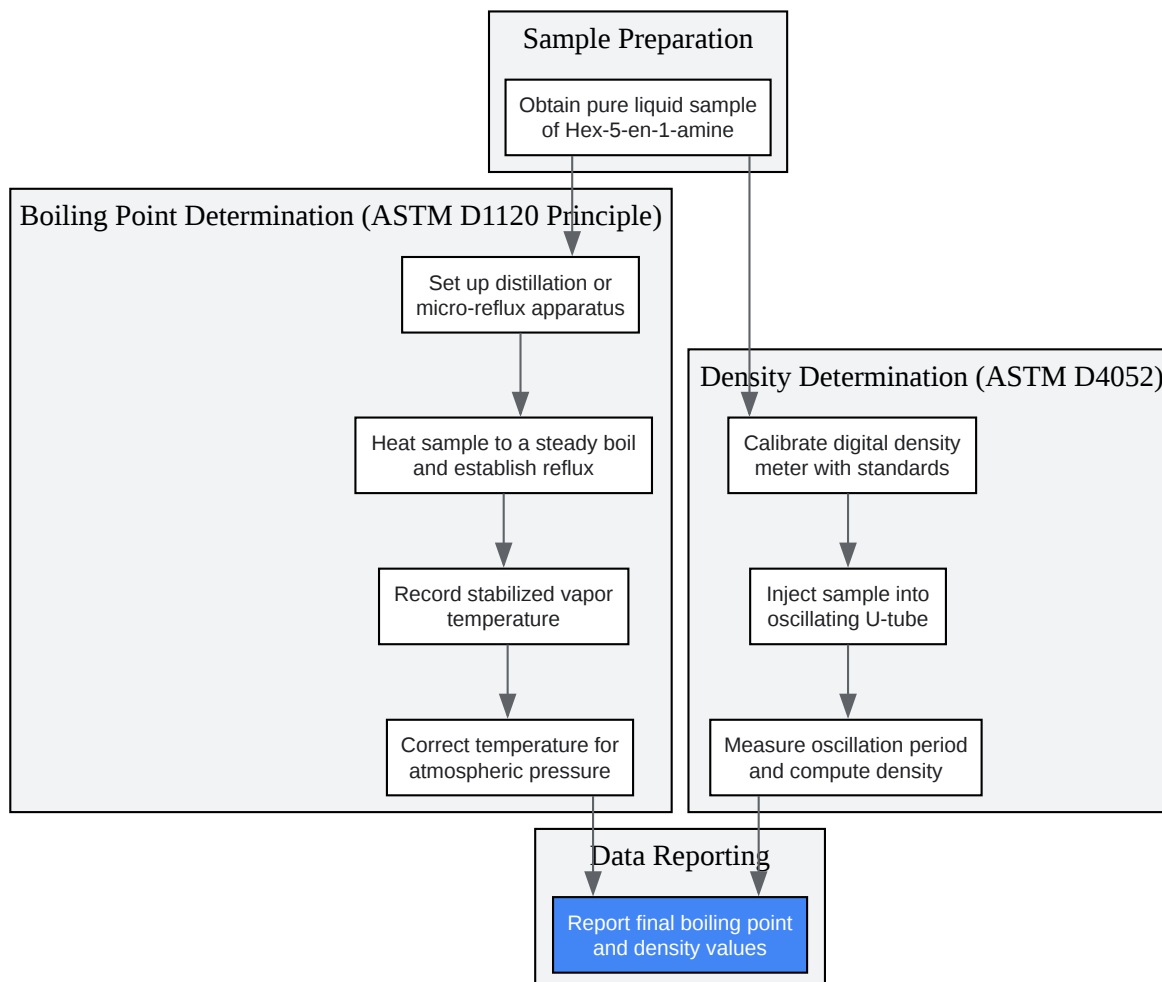 Sample Preparation
Obtain pure liquid sample
of Hex-5-en-1-amine
Boiling Point Determination (ASTM D1120 Principle)
Set up distillation or
micro-reflux apparatus
Heat sample to a steady boil
and establish reflux
Record stabilized vapor
temperature
Correct temperature for
atmospheric pressure
Density Determination (ASTM D4052)
Calibrate digital density
meter with standards
Inject sample into
oscillating U-tube
Measure oscillation period
and compute density
Data Reporting
Report final boiling point
and density values